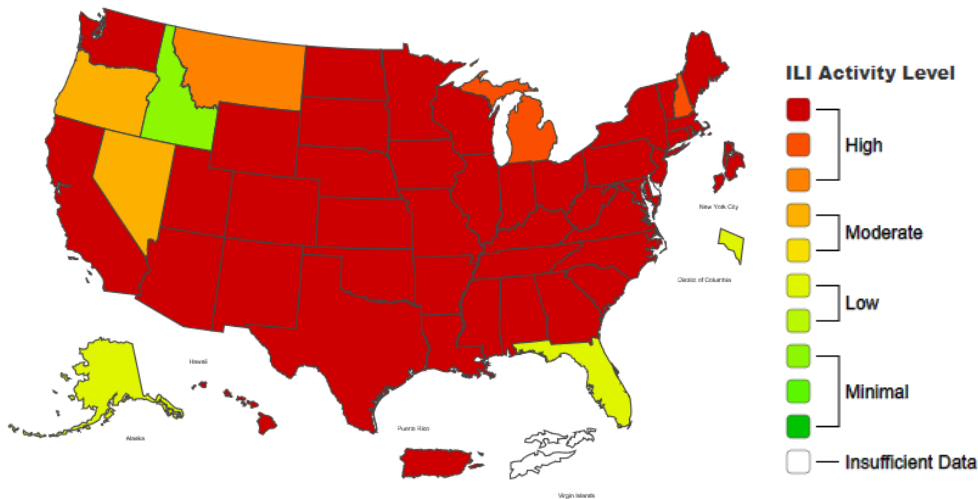 ILI Activity Level
High
Moderate
Low
Minimal
Insufficient Data
New York City
District of Columbia
Hawaii
Alaska
Puerto Rico
Virgin Islands